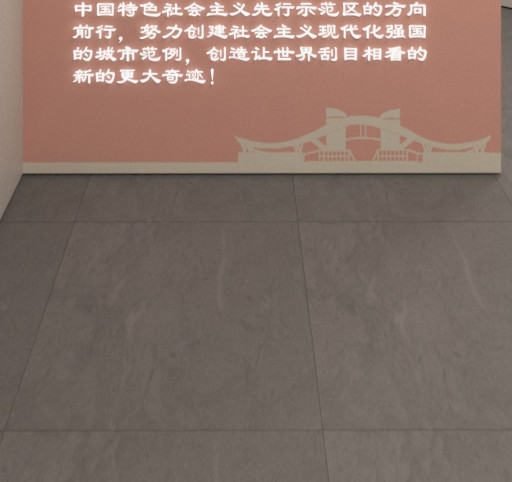 中国特色社会主义先行示范区的方向
前行，努力创建社会主义现代化强国
的城市范例，创造让世界刮目相看的
新的更大奇迹！